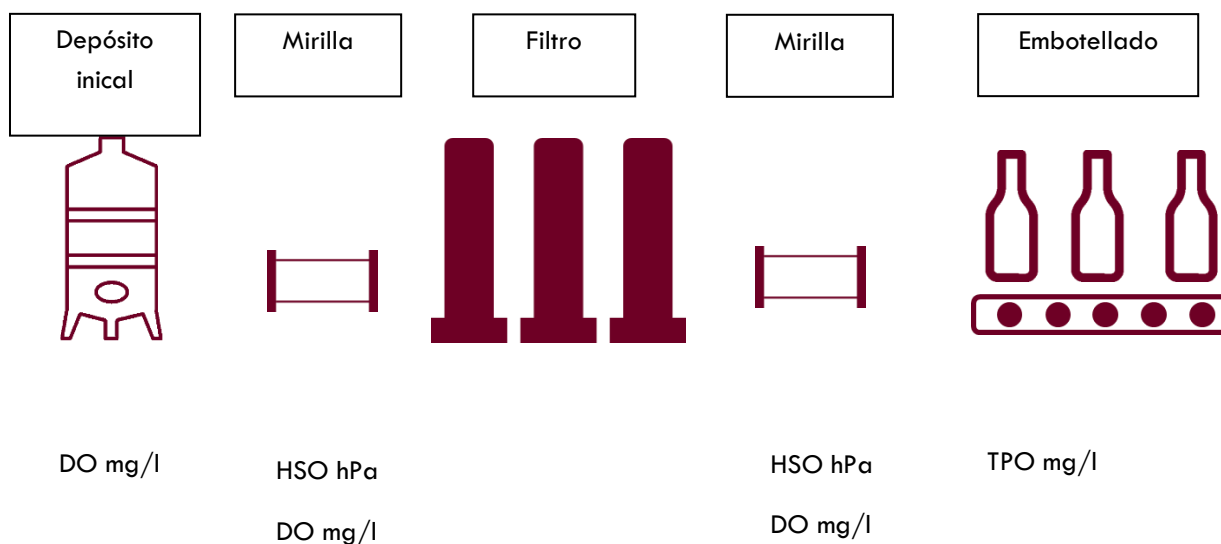 Depósito
inical
Mirilla
Filtro
Mirilla
Embotellado
DO mg/l
HSO hPa
DO mg/l
HSO hPa
DO mg/l
TPO mg/l